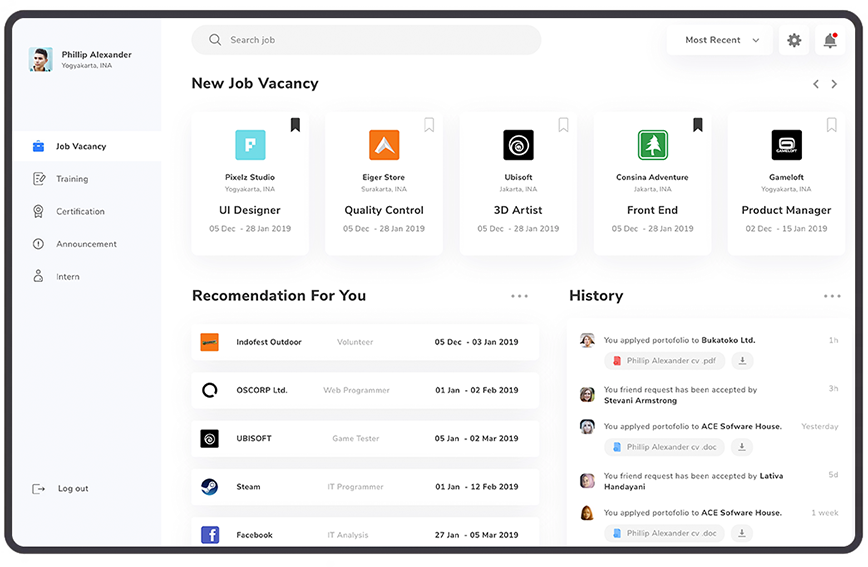 Phillip Alexander
Yogyakarta, INA
Search job
Most Recent
New Job Vacancy
Job Vacancy
Training
Certification
Announcement
Intern
Log out
Pixelz Studio
Yogyakarta, INA
UI Designer
05 Dec - 28 Jan 2019
Eiger Store
Surakarta, INA
Quality Control
05 Dec - 28 Jan 2019
Ubisoft
Jakarta, INA
3D Artist
05 Dec - 28 Jan 2019
Consina Adventure
Jakarta, INA
Front End
05 Dec - 28 Jan 2019
GAMELOFT
Gameloft
Yogyakarta, INA
Product Manager
02 Dec - 15 Jan 2019
Recomendation For You
Indofest Outdoor Volunteer 05 Dec - 03 Jan 2019
OSCORP Ltd. Web Programmer 01 Jan - 02 Feb 2019
UBISOFT Game Tester 05 Jan - 02 Mar 2019
Steam IT Programmer 01 Jan - 12 Feb 2019
Facebook IT Analysis 27 Jan - 05 Mar 2019
History
You applyed portofolio to Bukatoko Ltd. 1h
Phillip Alexander cv .pdf
You friend request has been accepted by 3h
Stevani Armstrong
You applyed portofolio to ACE Sofware House. Yesterday
Phillip Alexander cv .doc
You friend request has been accepted by Lativa 5d
Handayani
You applyed portofolio to ACE Sofware House. 1 week
Phillip Alexander cv .doc